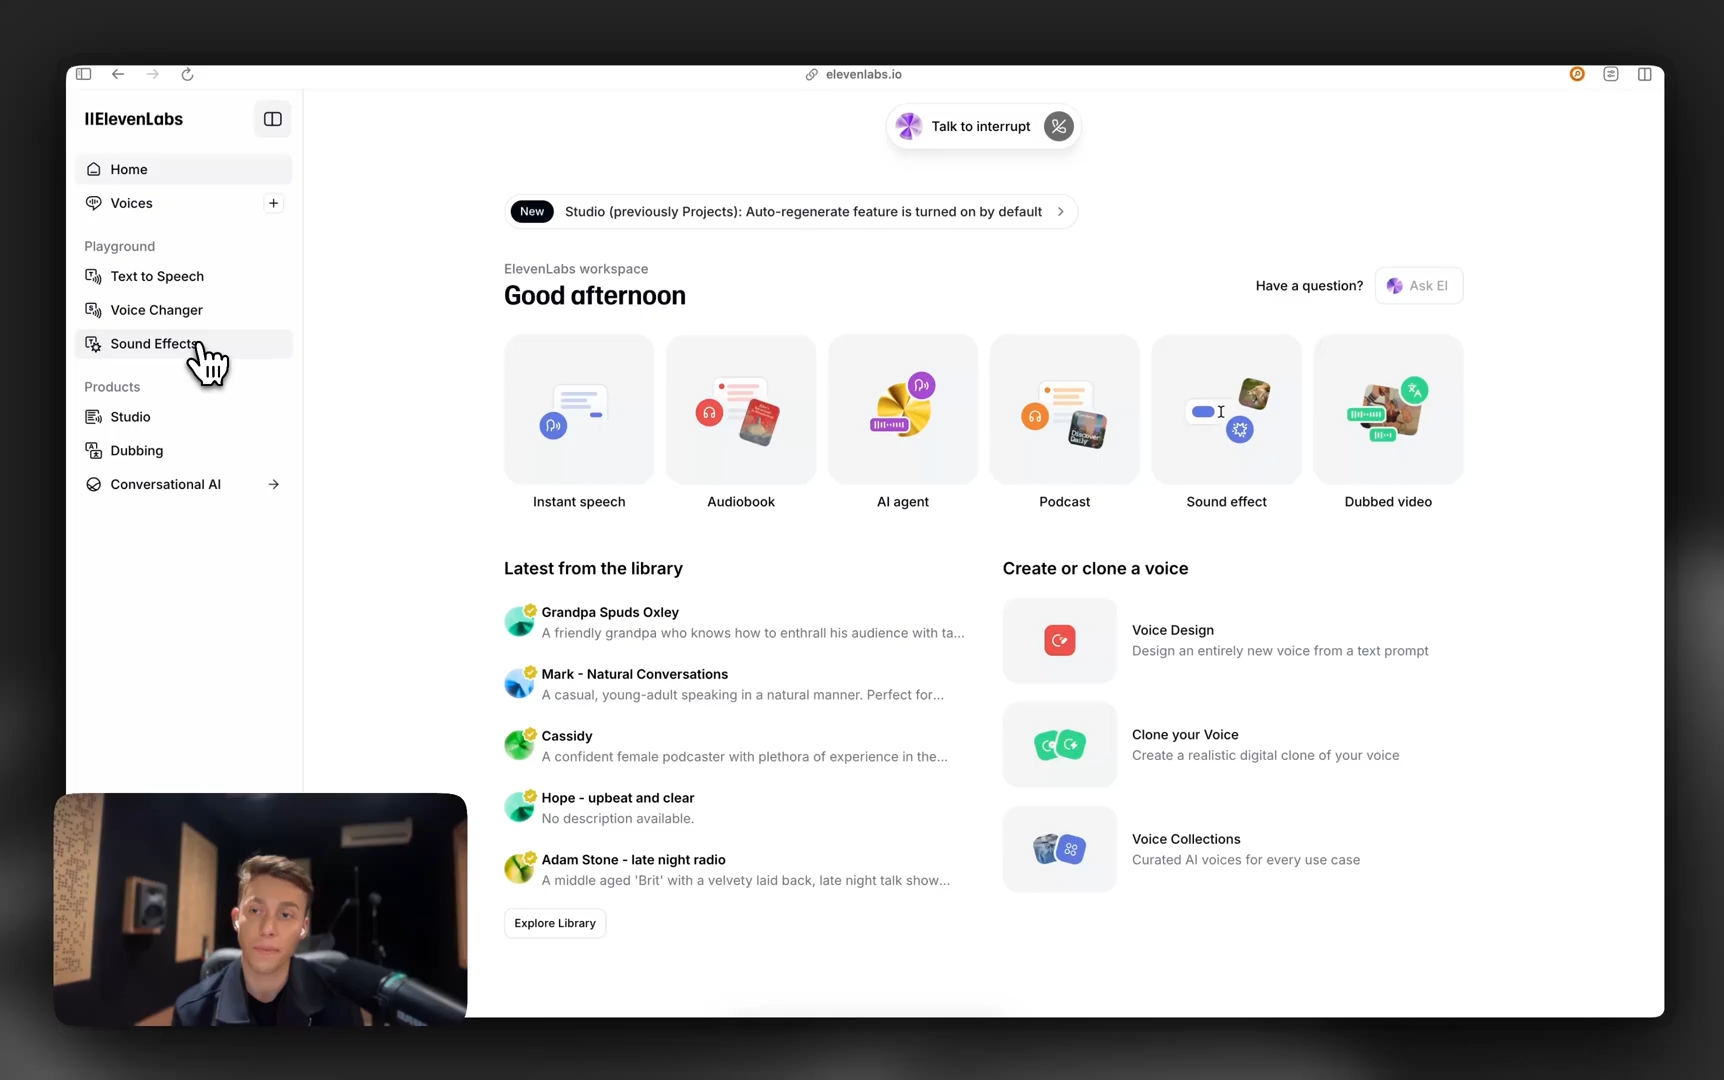 elevenlabs.io
IIElevenLabs
Talk to interrupt
Home
Voices
Playground
Text to Speech
Voice Changer
Sound Effects
Products
Studio
Dubbing
Conversational AI
New Studio (previously Projects): Auto-regenerate feature is turned on by default
ElevenLabs workspace
Good afternoon
Have a question? Ask El
Instant speech
Audiobook
AI agent
Podcast
Sound effect
Dubbed video
Latest from the library
Grandpa Spuds Oxley
A friendly grandpa who knows how to enthrall his audience with ta...
Mark - Natural Conversations
A casual, young-adult speaking in a natural manner. Perfect for...
Cassidy
A confident female podcaster with plethora of experience in the...
Hope - upbeat and clear
No description available.
Adam Stone - late night radio
A middle aged 'Brit' with a velvety laid back, late night talk show...
Explore Library
Create or clone a voice
Voice Design
Design an entirely new voice from a text prompt
Clone your Voice
Create a realistic digital clone of your voice
Voice Collections
Curated AI voices for every use case
Discover
Daily